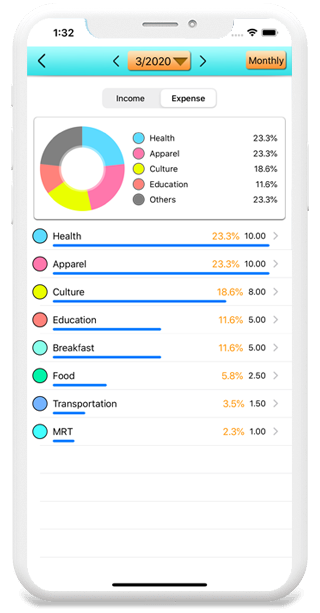 1:32
3/2020
Monthly
Income Expense
Health 23.3%
Apparel 23.3%
Culture 18.6%
Education 11.6%
Others 23.3%
Health 23.3% 10.00
Apparel 23.3% 10.00
Culture 18.6% 8.00
Education 11.6% 5.00
Breakfast 11.6% 5.00
Food 5.8% 2.50
Transportation 3.5% 1.50
MRT 2.3% 1.00